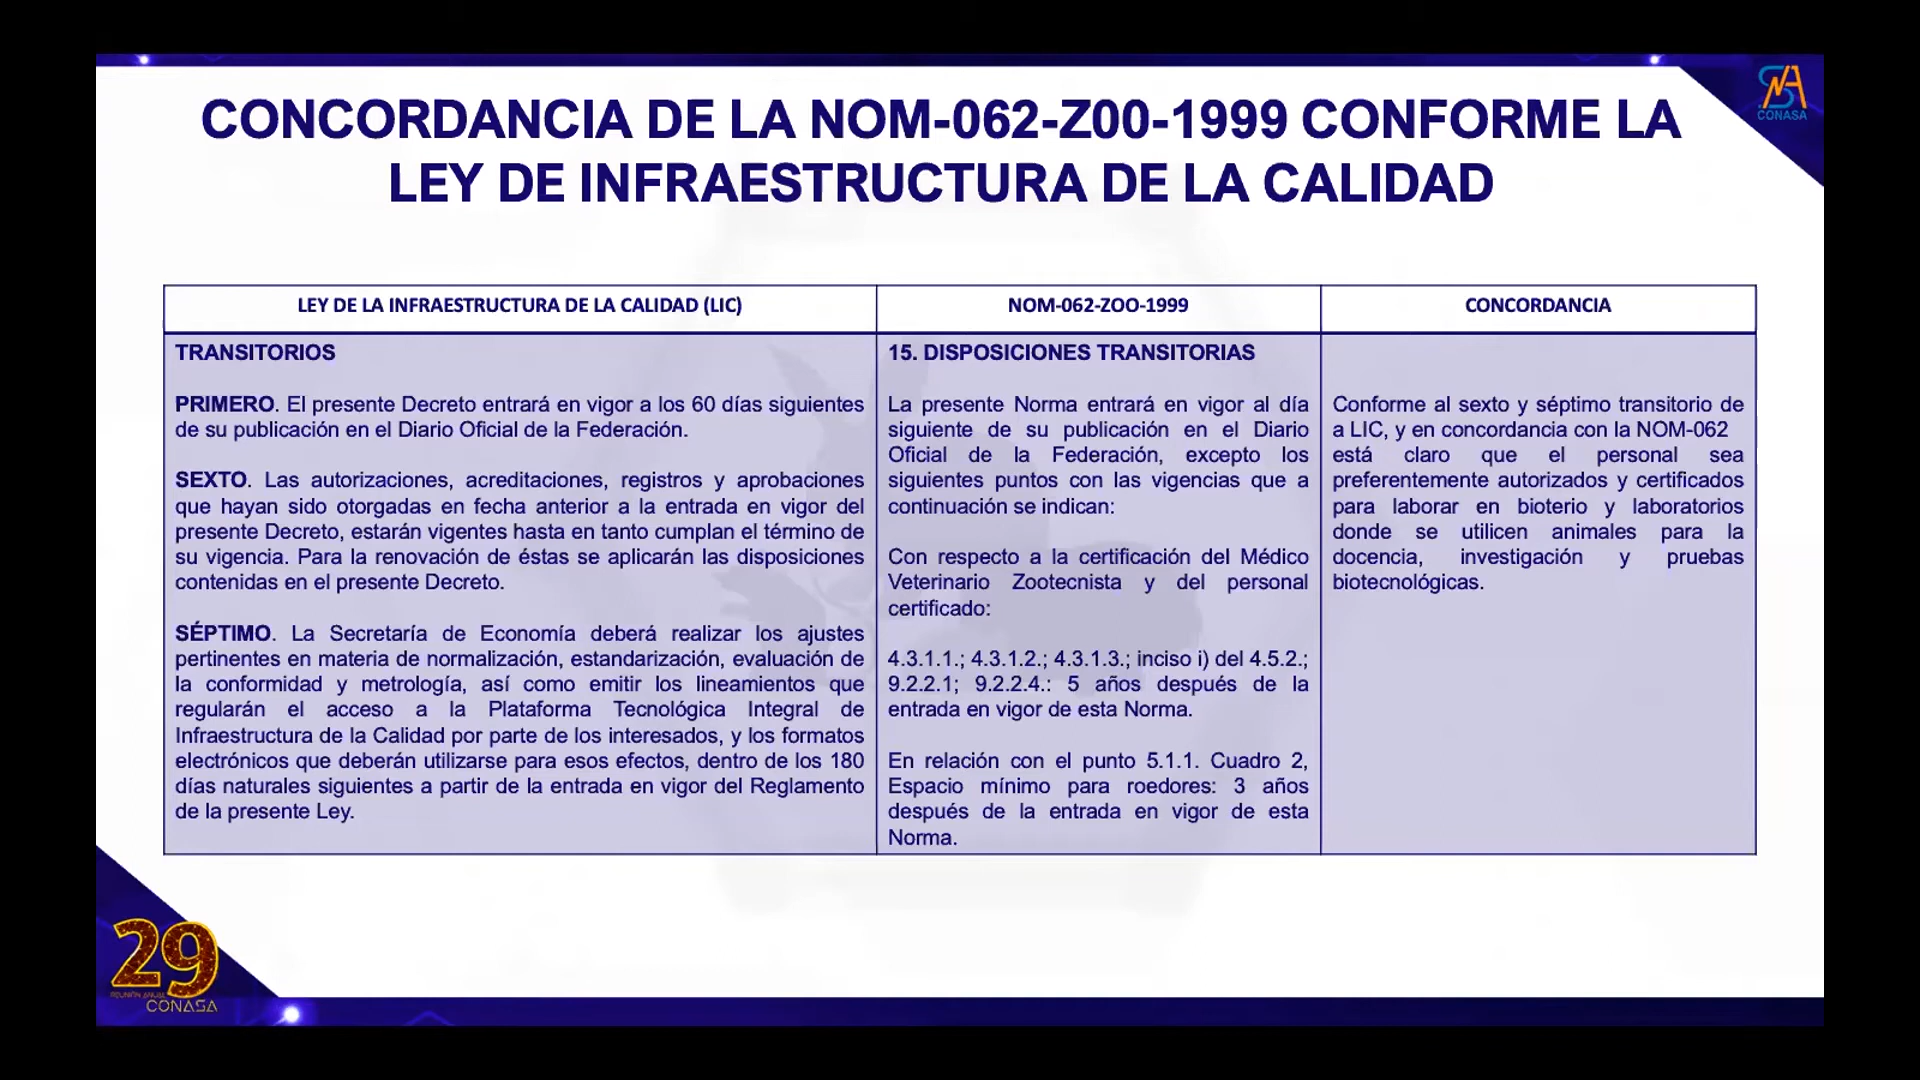 CONASA
CONCORDANCIA DE LA NOM-062-Z00-1999 CONFORME LA
LEY DE INFRAESTRUCTURA DE LA CALIDAD
LEY DE LA INFRAESTRUCTURA DE LA CALIDAD (LIC)
TRANSITORIOS
PRIMERO. El presente Decreto entrará en vigor a los 60 días siguientes
de su publicación en el Diario Oficial de la Federación.
SEXTO. Las autorizaciones, acreditaciones, registros y aprobaciones
que hayan sido otorgadas en fecha anterior a la entrada en vigor del
presente Decreto, estarán vigentes hasta en tanto cumplan el término de
su vigencia. Para la renovación de éstas se aplicarán las disposiciones
contenidas en el presente Decreto.
SÉPTIMO. La Secretaría de Economía deberá realizar los ajustes
pertinentes en materia de normalización, estandarización, evaluación de
la conformidad y metrología, así como emitir los lineamientos que
regularán el acceso a la Plataforma Tecnológica Integral de
Infraestructura de la Calidad por parte de los interesados, y los formatos
electrónicos que deberán utilizarse para esos efectos, dentro de los 180
días naturales siguientes a partir de la entrada en vigor del Reglamento
de la presente Ley.
NOM-062-ZOO-1999
15. DISPOSICIONES TRANSITORIAS
La presente Norma entrará en vigor al día
siguiente de su publicación en el Diario
Oficial de la Federación, excepto los
siguientes puntos con las vigencias que a
continuación se indican:
Con respecto a la certificación del Médico
Veterinario Zootecnista y del personal
certificado:
4.3.1.1.; 4.3.1.2.; 4.3.1.3.; inciso i) del 4.5.2.;
9.2.2.1; 9.2.2.4.: 5 años después de la
entrada en vigor de esta Norma.
En relación con el punto 5.1.1. Cuadro 2,
Espacio mínimo para roedores: 3 años
después de la entrada en vigor de esta
Norma.
CONCORDANCIA
Conforme al sexto y séptimo transitorio de
a LIC, y en concordancia con la NOM-062
está claro que el personal sea
preferentemente autorizados y certificados
para laborar en bioterio y laboratorios
donde se utilicen animales para la
docencia, investigación y pruebas
biotecnológicas.
29
REUNIÓN ANUAL
CONASA